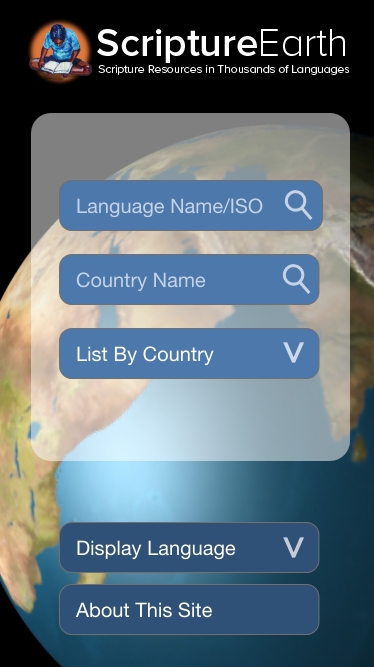 ScriptureEarth
Scripture Resources in Thousands of Languages
Language Name/ISO
Country Name
List By Country
Display Language
About This Site